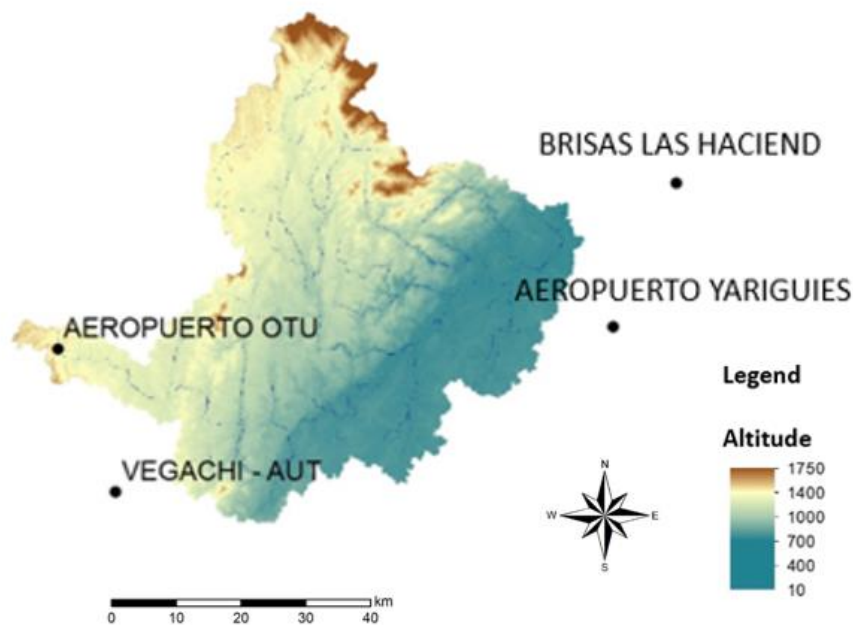 BRISAS LAS HACIEND
AEROPUERTO YARIGUIES
AEROPUERTO OTU
VEGACHI - AUT
Legend
Altitude
1750
1400
1000
700
400
10
N
W
E
S
km
0 10 20 30 40